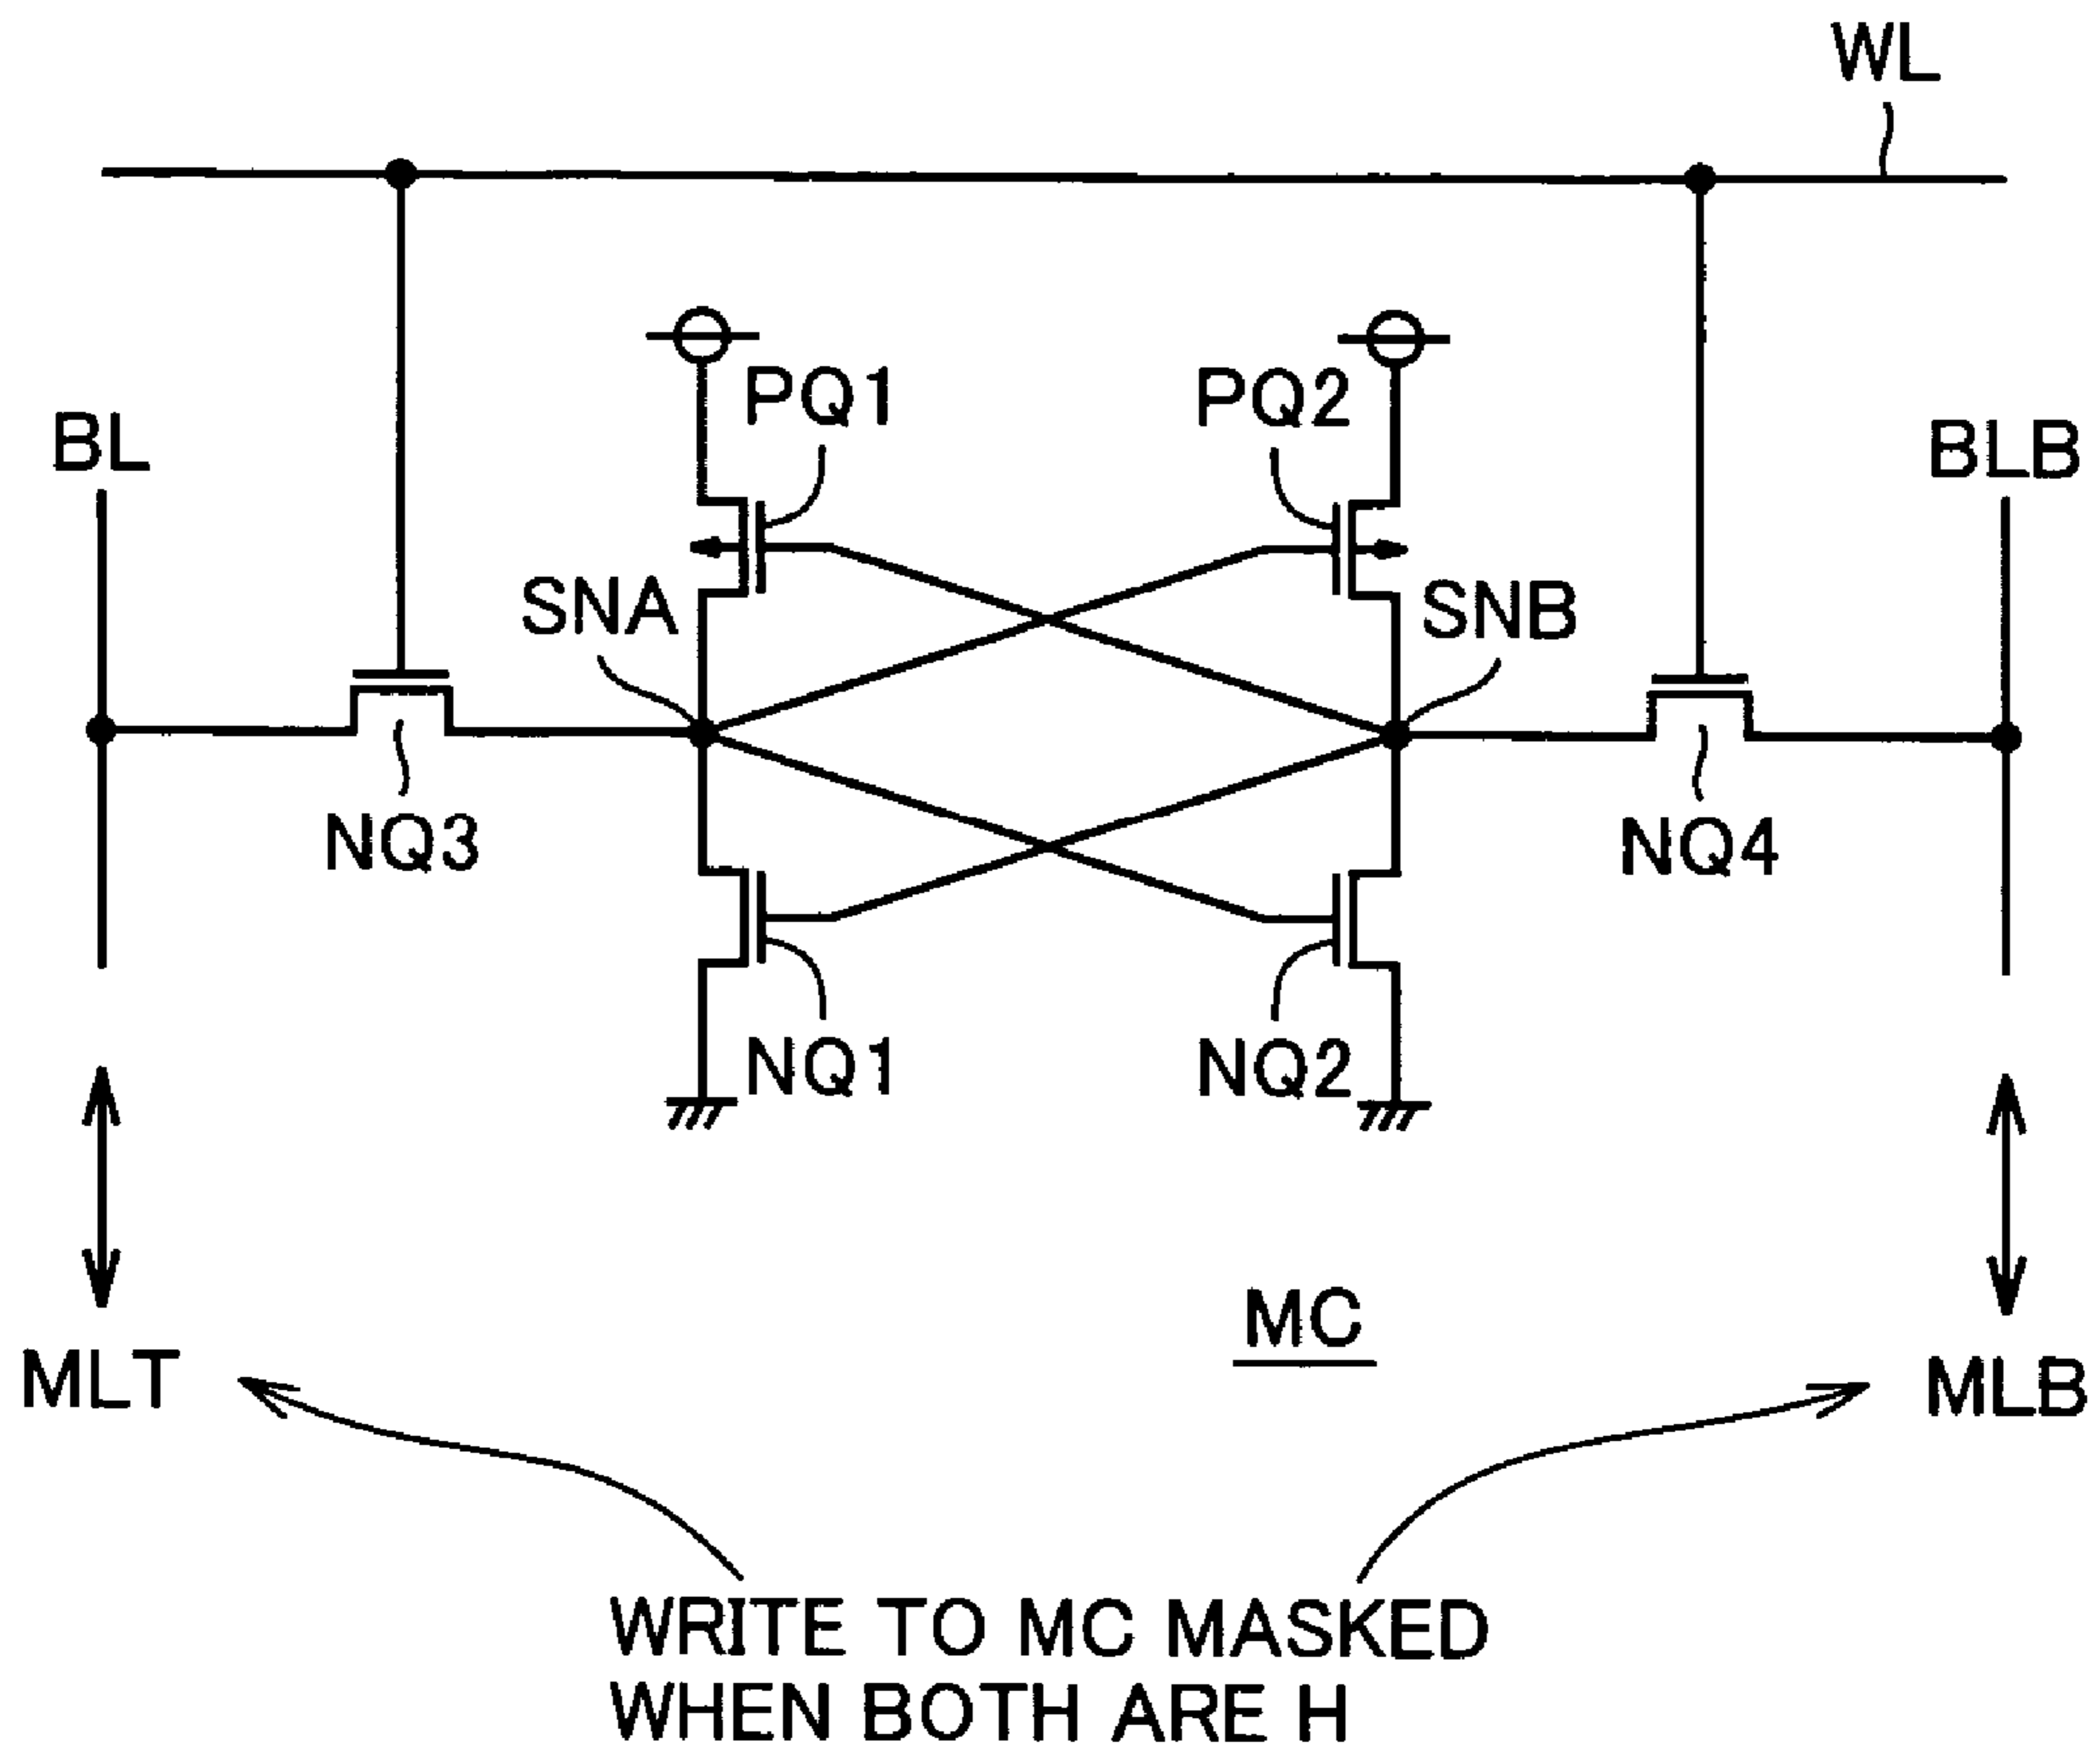 WL
PQ1
PQ2
BL
BLB
SNA
SNB
NQ3
NQ4
NQ1
NQ2
MC
MLT
MLB
WRITE TO MC MASKED
WHEN BOTH ARE H